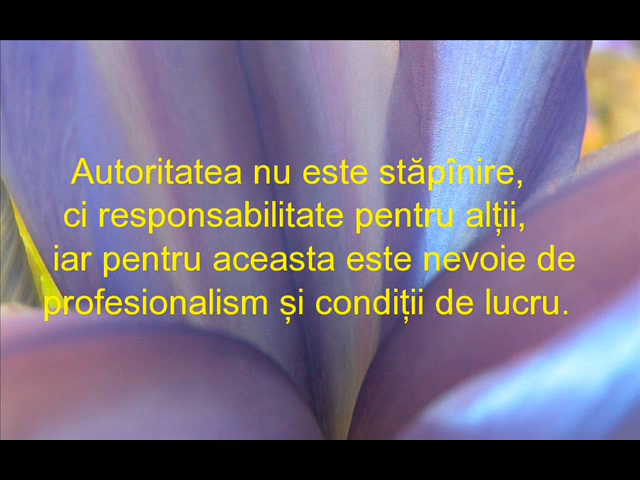 Autoritatea nu este stăpînire,
ci responsabilitate pentru alții,
iar pentru aceasta este nevoie de
profesionalism și condiții de lucru.